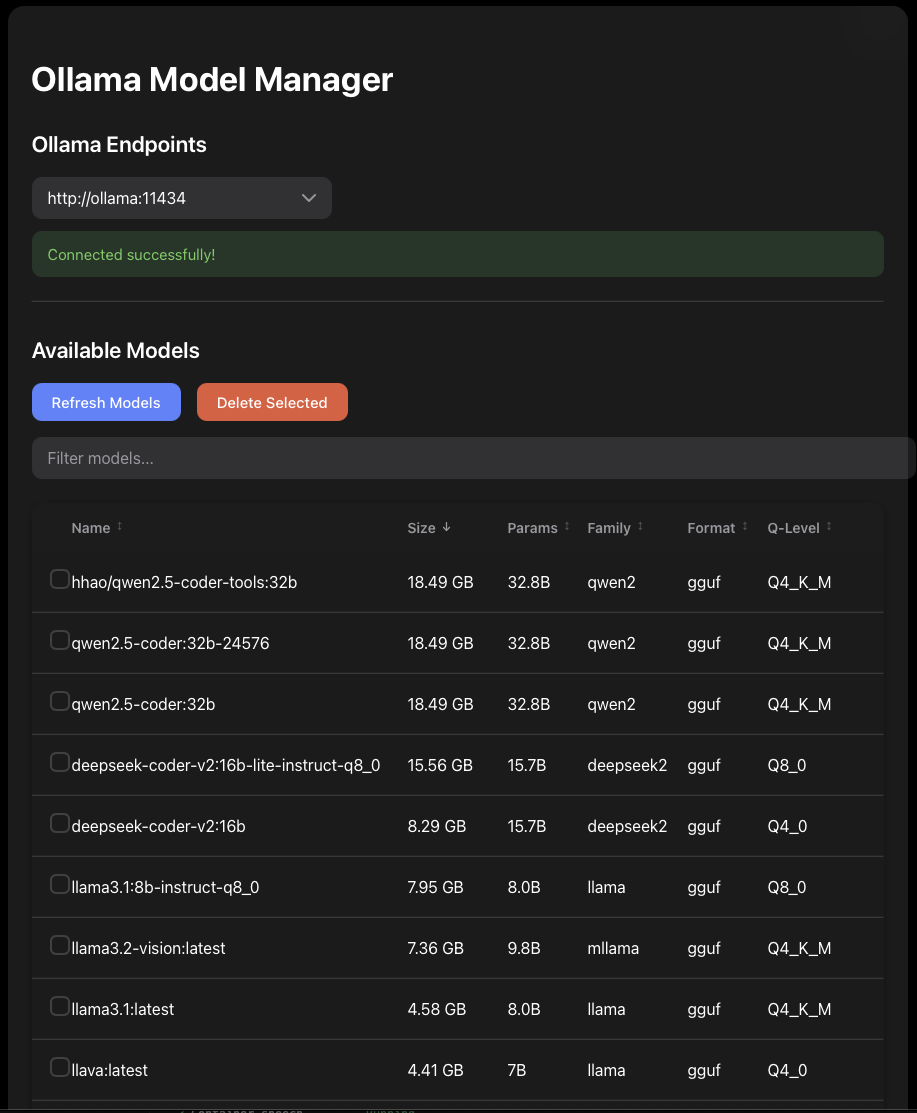 Ollama Model Manager
Ollama Endpoints
http://ollama:11434
Connected successfully!
Available Models
Refresh Models Delete Selected
Filter models...
Name ↕ Size ↓ Params ↕ Family ↕ Format ↕ Q-Level ↕
hhao/qwen2.5-coder-tools:32b 18.49 GB 32.8B qwen2 gguf Q4_K_M
qwen2.5-coder:32b-24576 18.49 GB 32.8B qwen2 gguf Q4_K_M
qwen2.5-coder:32b 18.49 GB 32.8B qwen2 gguf Q4_K_M
deepseek-coder-v2:16b-lite-instruct-q8_0 15.56 GB 15.7B deepseek2 gguf Q8_0
deepseek-coder-v2:16b 8.29 GB 15.7B deepseek2 gguf Q4_0
llama3.1:8b-instruct-q8_0 7.95 GB 8.0B llama gguf Q8_0
llama3.2-vision:latest 7.36 GB 9.8B mllama gguf Q4_K_M
llama3.1:latest 4.58 GB 8.0B llama gguf Q4_K_M
llava:latest 4.41 GB 7B llama gguf Q4_0